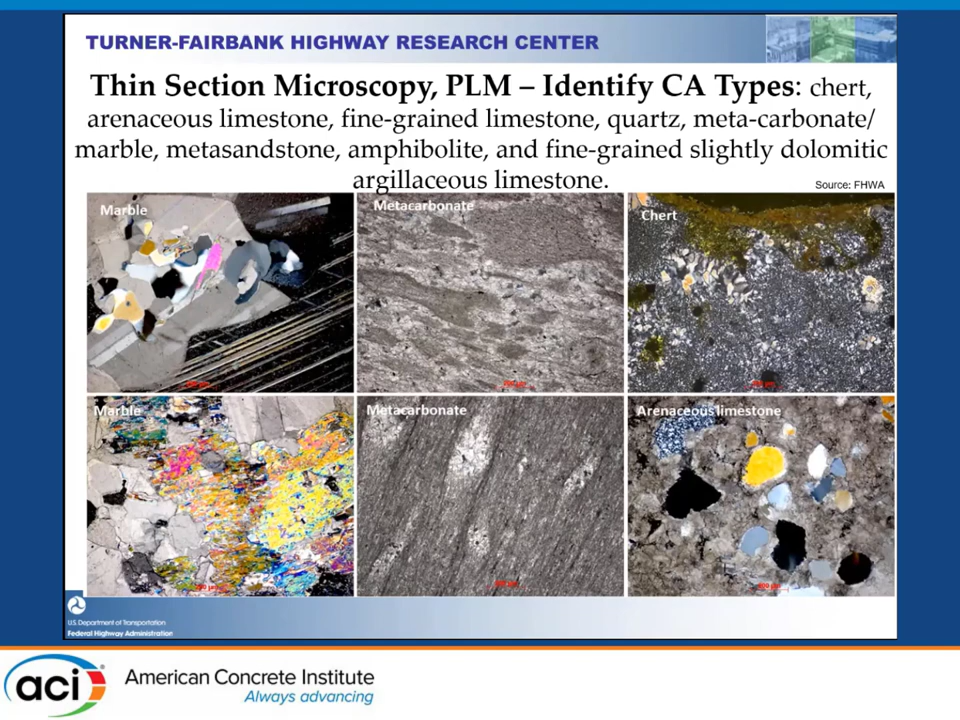 TURNER-FAIRBANK HIGHWAY RESEARCH CENTER
Thin Section Microscopy, PLM – Identify CA Types: chert,
arenaceous limestone, fine-grained limestone, quartz, meta-carbonate/
marble, metasandstone, amphibolite, and fine-grained slightly dolomitic
argillaceous limestone.
Source: FHWA
Marble
Metacarbonate
Chert
Marble
Metacarbonate
Arenaceous limestone
U.S. Department of Transportation
Federal Highway Administration
aci
American Concrete Institute
Always advancing